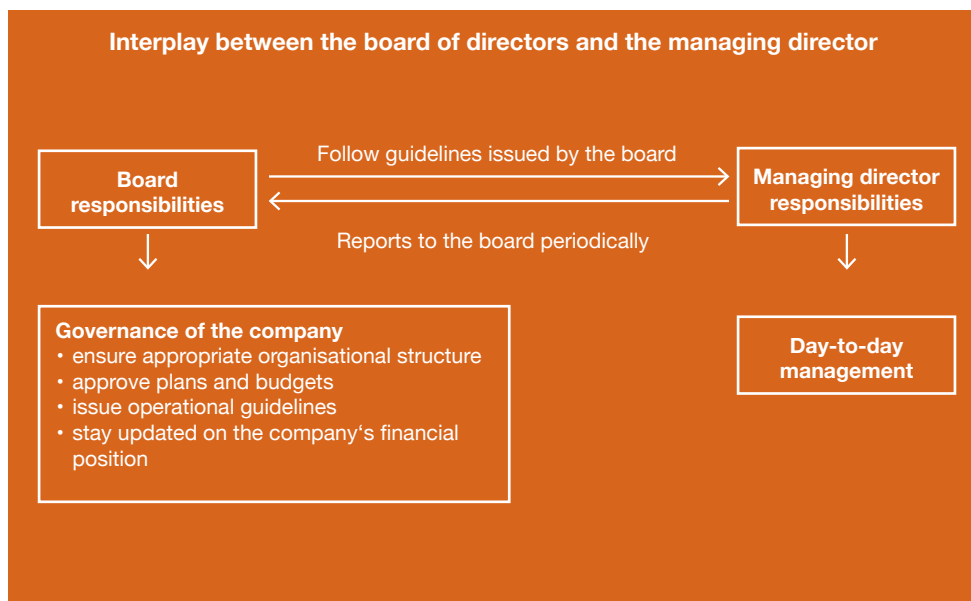 Interplay between the board of directors and the managing director
Follow guidelines issued by the board
Board
responsibilities
Managing director
responsibilities
Reports to the board periodically
Governance of the company
• ensure appropriate organisational structure
• approve plans and budgets
• issue operational guidelines
• stay updated on the company‘s financial
position
Day-to-day
management